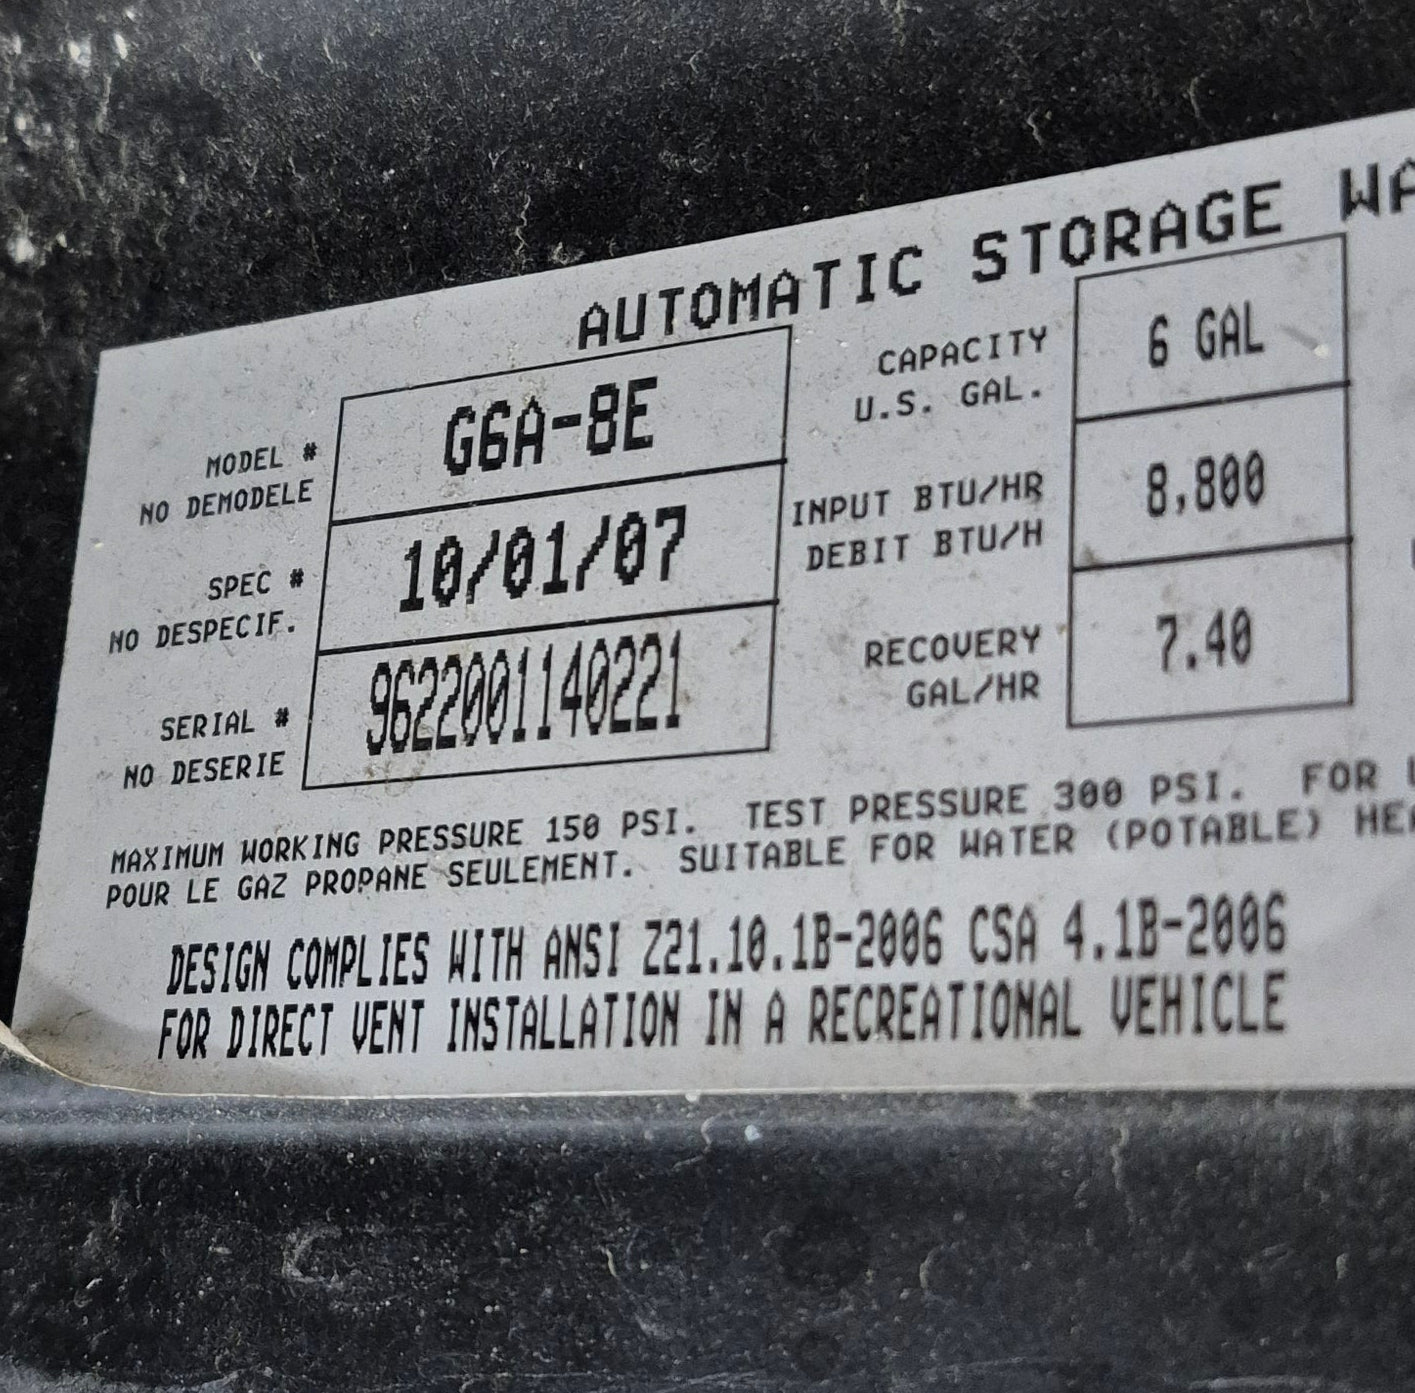 AUTOMATIC STORAGE WA
MODEL #
NO DEMODELE
G6A-8E
SPEC #
NO DESPECIF.
10/01/07
SERIAL #
NO DESERIE
9622001140221
CAPACITY
U.S. GAL.
6 GAL
INPUT BTU/HR
DEBIT BTU/H
8,800
RECOVERY
GAL/HR
7.40
MAXIMUM WORKING PRESSURE 150 PSI. TEST PRESSURE 300 PSI. FOR
POUR LE GAZ PROPANE SEULEMENT. SUITABLE FOR WATER (POTABLE) HEA
DESIGN COMPLIES WITH ANSI Z21.10.1B-2006 CSA 4.1B-2006
FOR DIRECT VENT INSTALLATION IN A RECREATIONAL VEHICLE